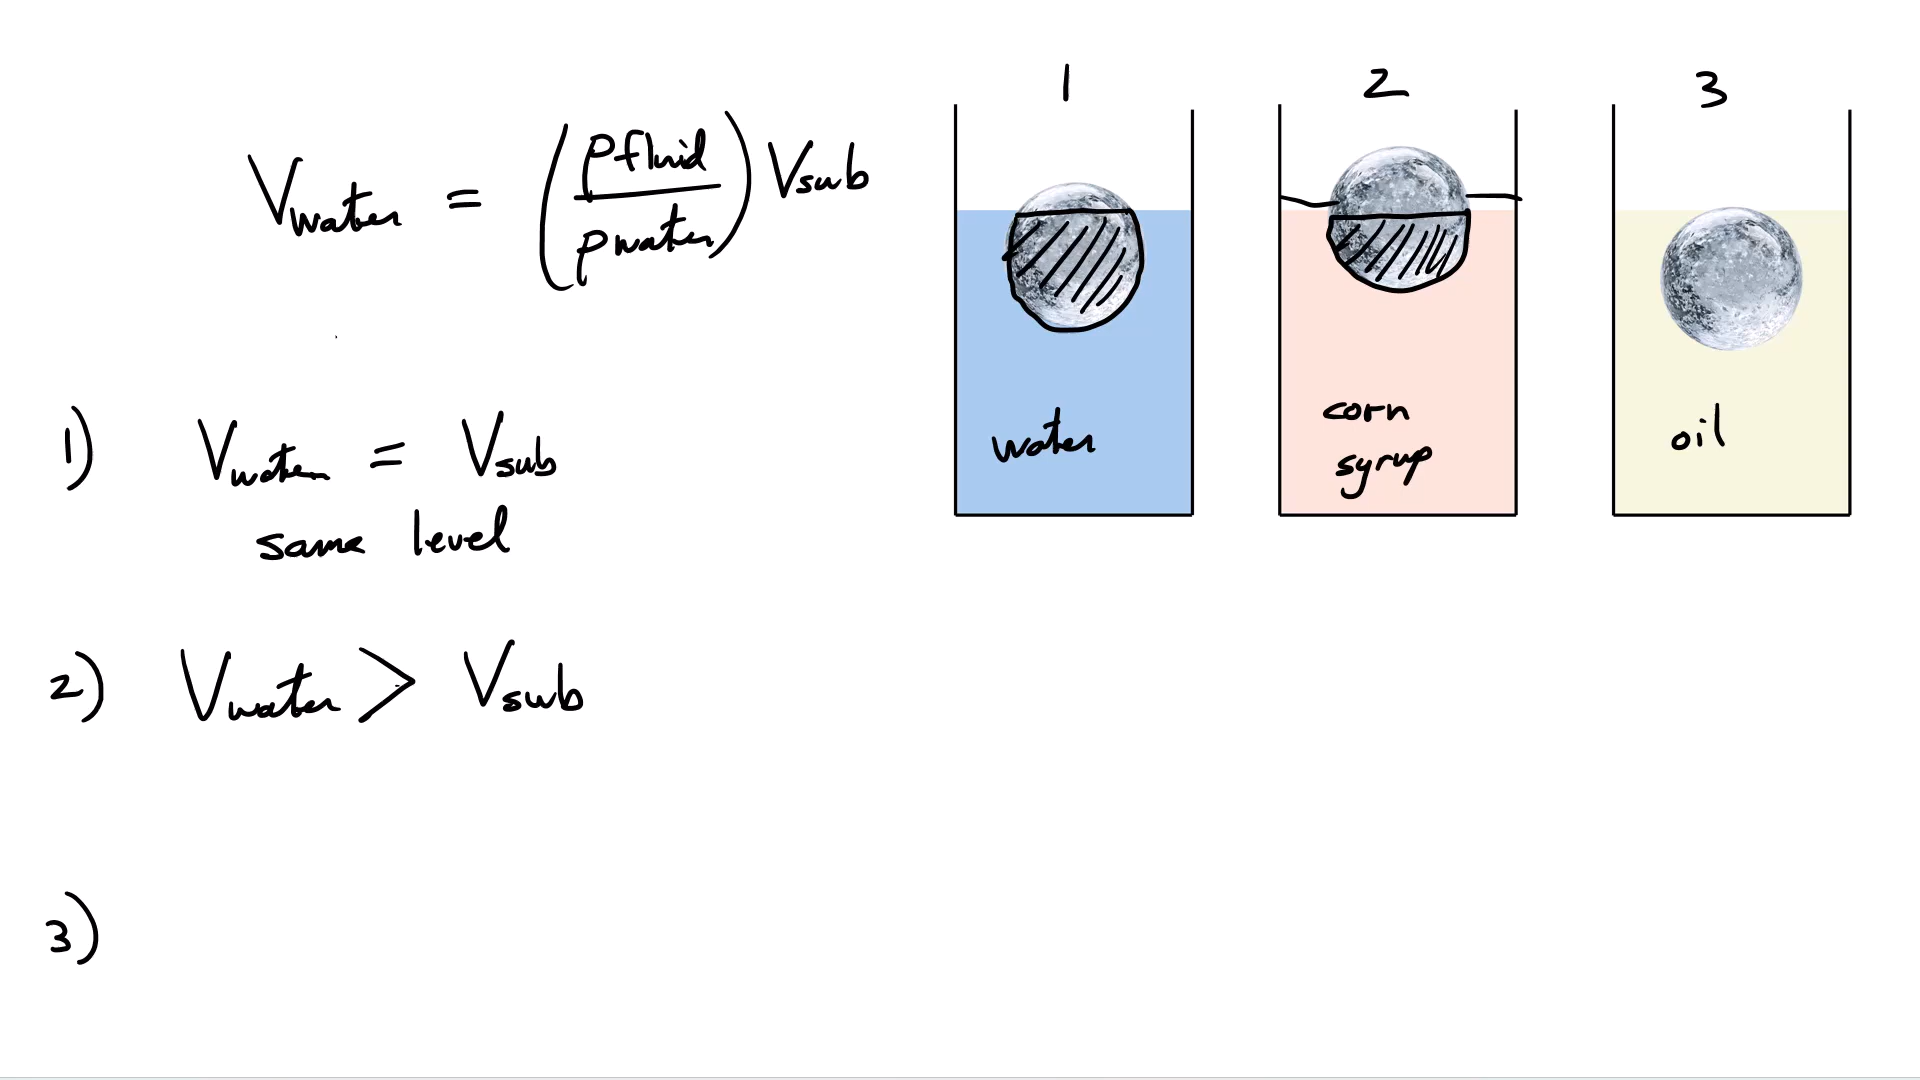 1 2 3
Vwater = (ρfluid / ρwater) Vsub
water
corn
syrup
oil
1) Vwater = Vsub
same level
2) Vwater > Vsub
3)